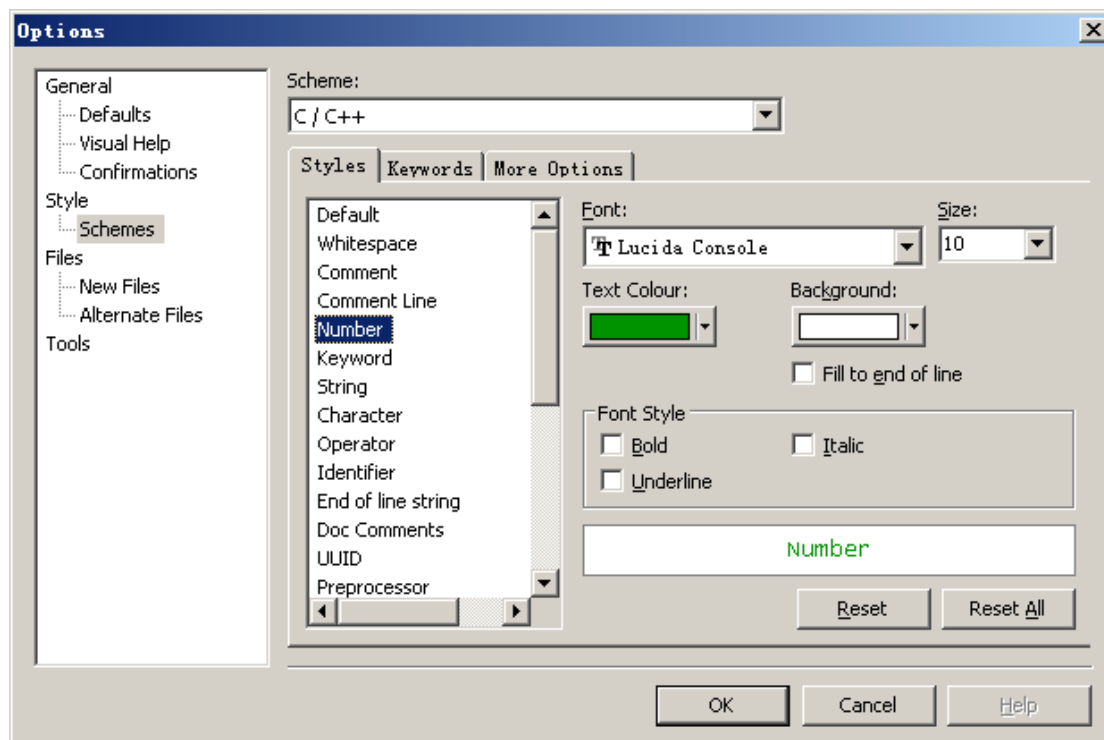 Options
General
Defaults
Visual Help
Confirmations
Style
Schemes
Files
New Files
Alternate Files
Tools
Scheme:
C / C++
Styles Keywords More Options
Default
Whitespace
Comment
Comment Line
Number
Keyword
String
Character
Operator
Identifier
End of line string
Doc Comments
UUID
Preprocessor
Font: Size:
Lucida Console 10
Text Colour: Background:
Fill to end of line
Font Style
Bold Italic
Underline
Number
Reset Reset All
OK Cancel Help